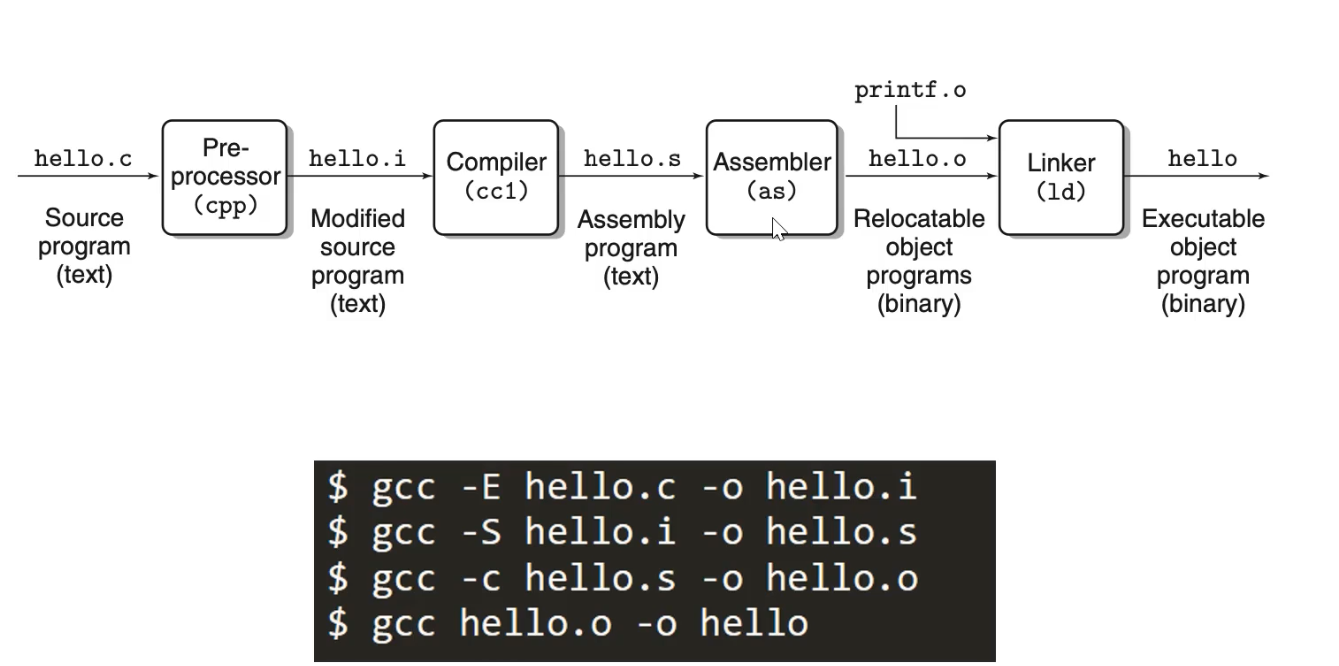 printf.o
hello.c
Pre-
processor
(cpp)
hello.i
Compiler
(cc1)
hello.s
Assembler
(as)
hello.o
Linker
(ld)
hello
Source
program
(text)
Modified
source
program
(text)
Assembly
program
(text)
Relocatable
object
programs
(binary)
Executable
object
program
(binary)
$ gcc -E hello.c -o hello.i
$ gcc -S hello.i -o hello.s
$ gcc -c hello.s -o hello.o
$ gcc hello.o -o hello